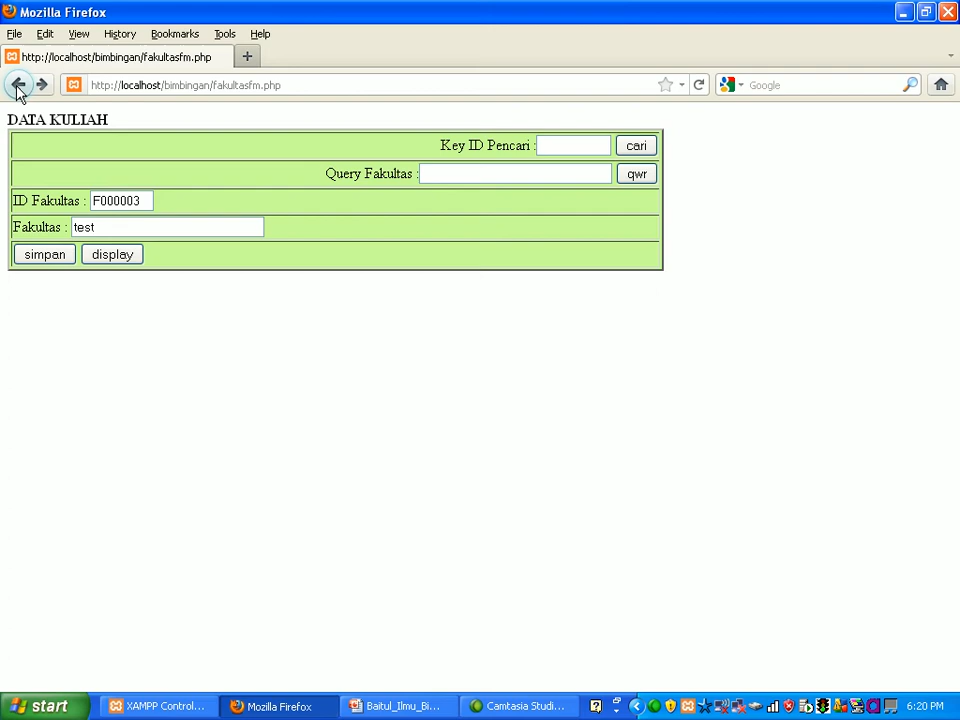 Mozilla Firefox
File Edit View History Bookmarks Tools Help
http://localhost/bimbingan/fakultasfm.php
http://localhost/bimbingan/fakultasfm.php
Google
DATA KULIAH
Key ID Pencari : cari
Query Fakultas : qwr
ID Fakultas : F000003
Fakultas : test
simpan display
start XAMPP Control... Mozilla Firefox Baitul_Ilmu_Bi... Camtasia Studi... 6:20 PM